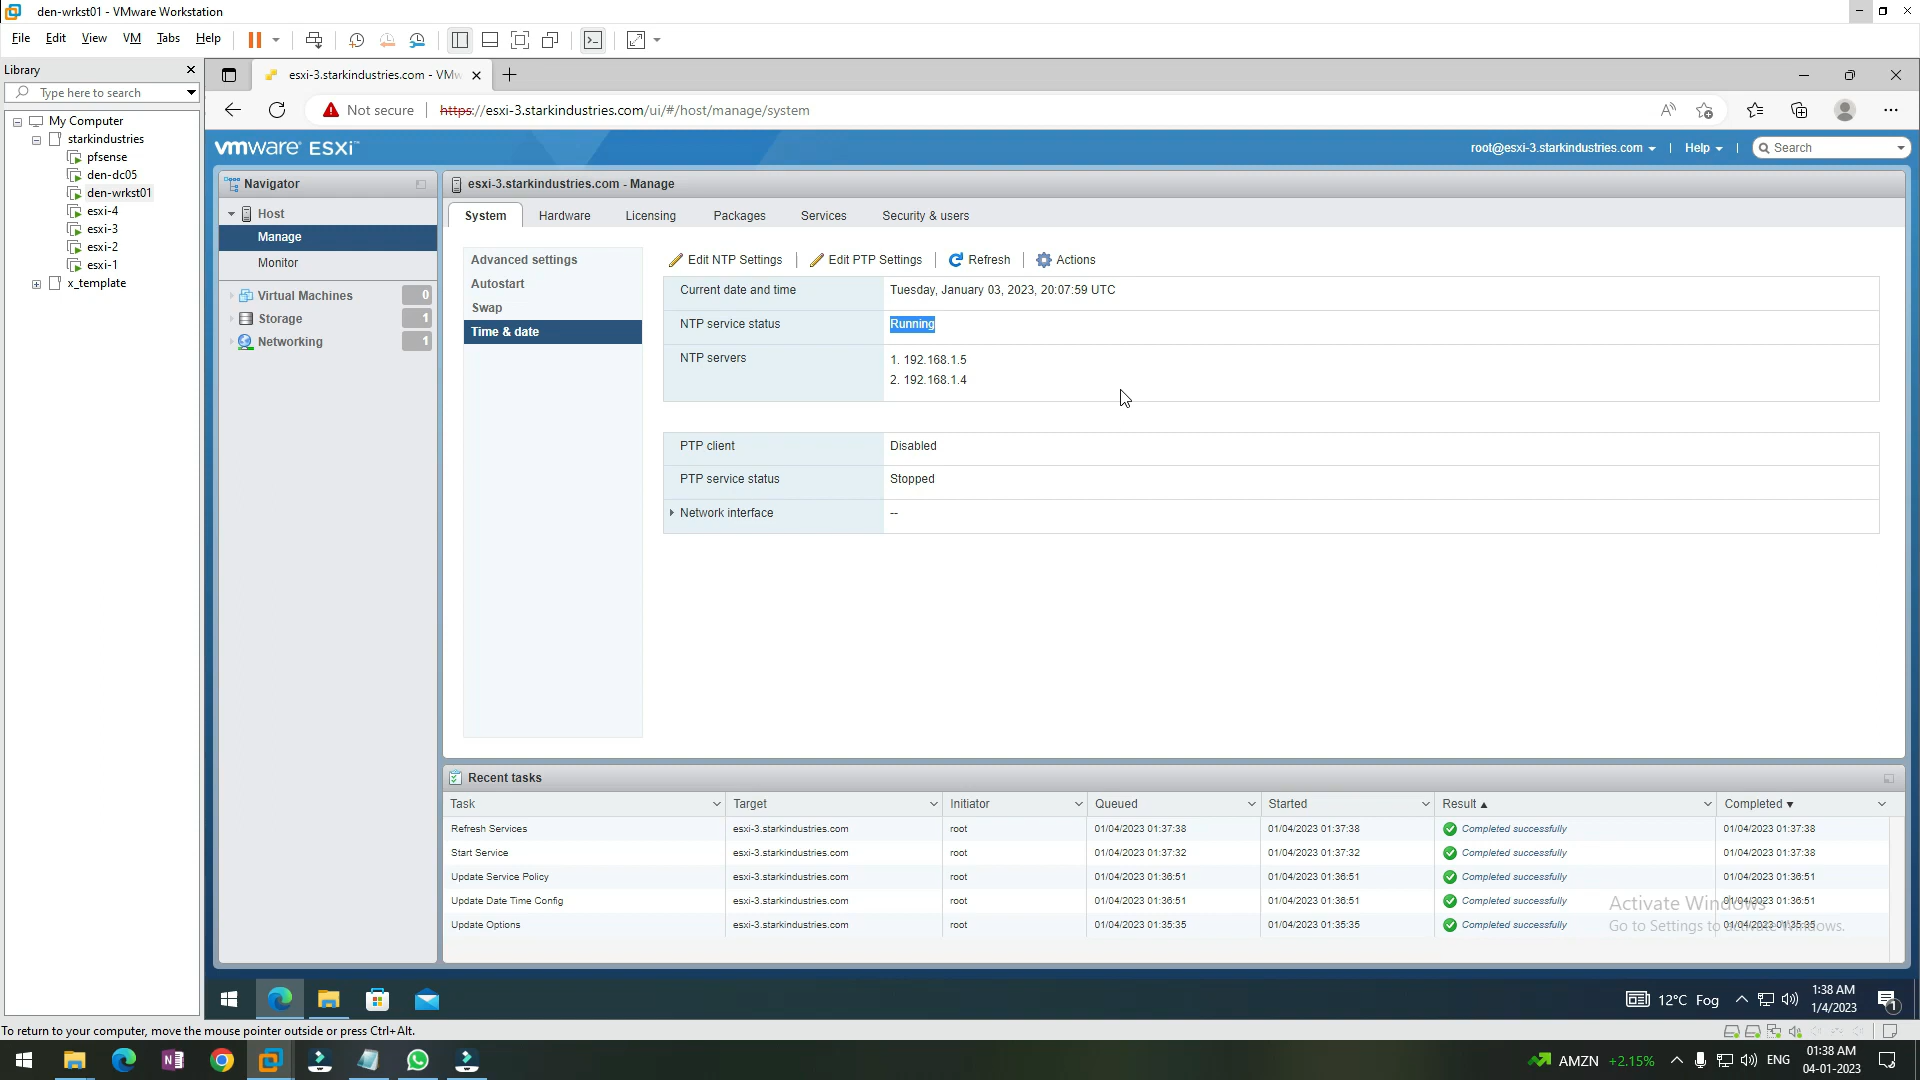 den-wrkst01 - VMware Workstation
File Edit View VM Tabs Help
Library
Type here to search
My Computer
starkindustries
pfsense
den-dc05
den-wrkst01
esxi-4
esxi-3
esxi-2
esxi-1
x_template
esxi-3.starkindustries.com - VMw
Not secure https://esxi-3.starkindustries.com/ui/#/host/manage/system
vmware ESXi
root@esxi-3.starkindustries.com | Help | Search
Navigator
Host
Manage
Monitor
Virtual Machines 0
Storage 1
Networking 1
esxi-3.starkindustries.com - Manage
System Hardware Licensing Packages Services Security & users
Advanced settings
Autostart
Swap
Time & date
Edit NTP Settings | Edit PTP Settings | Refresh | Actions
Current date and time Tuesday, January 03, 2023, 20:07:59 UTC
NTP service status Running
NTP servers 1. 192.168.1.5
2. 192.168.1.4
PTP client Disabled
PTP service status Stopped
Network interface --
Recent tasks
Task Target Initiator Queued Started Result Completed
Refresh Services esxi-3.starkindustries.com root 01/04/2023 01:37:38 01/04/2023 01:37:38 Completed successfully 01/04/2023 01:37:38
Start Service esxi-3.starkindustries.com root 01/04/2023 01:37:32 01/04/2023 01:37:32 Completed successfully 01/04/2023 01:37:38
Update Service Policy esxi-3.starkindustries.com root 01/04/2023 01:36:51 01/04/2023 01:36:51 Completed successfully 01/04/2023 01:36:51
Update Date Time Config esxi-3.starkindustries.com root 01/04/2023 01:36:51 01/04/2023 01:36:51 Completed successfully 01/04/2023 01:36:51
Update Options esxi-3.starkindustries.com root 01/04/2023 01:35:35 01/04/2023 01:35:35 Completed successfully 01/04/2023 01:35:35
Activate Windows
Go to Settings to activate Windows.
12°C Fog
1:38 AM
1/4/2023
1
To return to your computer, move the mouse pointer outside or press Ctrl+Alt.
AMZN +2.15%
ENG
01:38 AM
04-01-2023